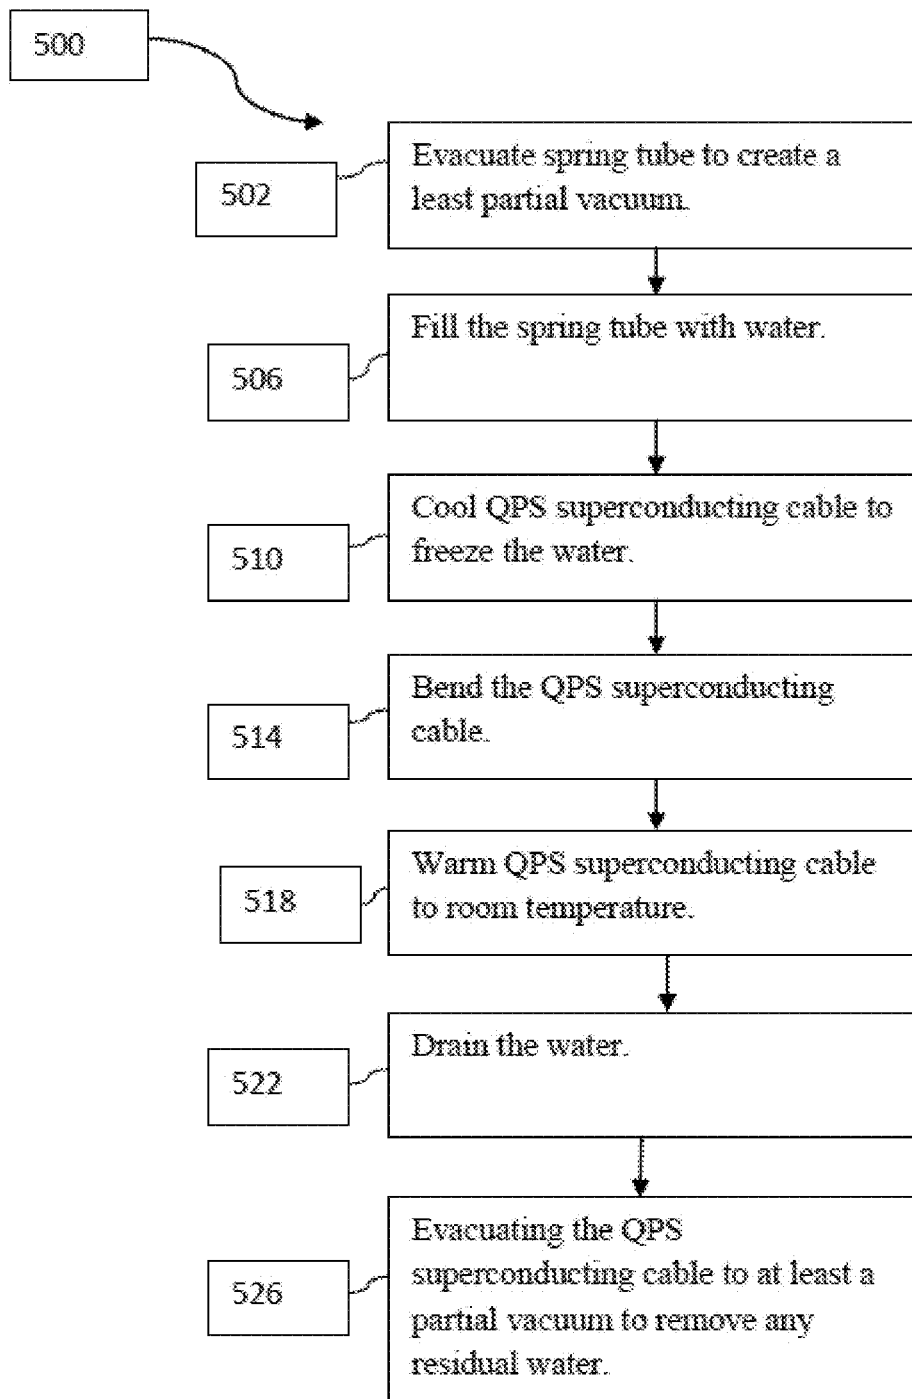 500
502
Evacuate spring tube to create a
least partial vacuum.
506
Fill the spring tube with water.
510
Cool QPS superconducting cable to
freeze the water.
514
Bend the QPS superconducting
cable.
518
Warm QPS superconducting cable
to room temperature.
522
Drain the water.
526
Evacuating the QPS
superconducting cable to at least a
partial vacuum to remove any
residual water.